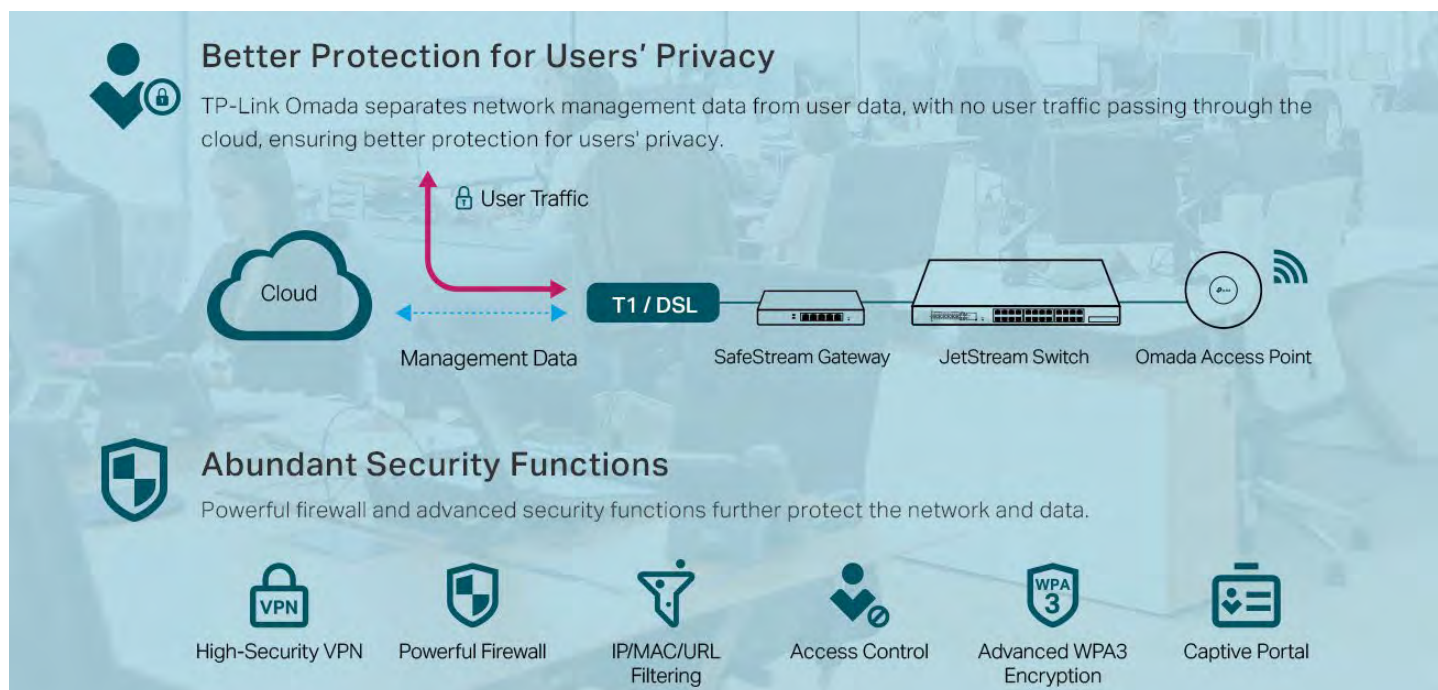 Better Protection for Users' Privacy
TP-Link Omada separates network management data from user data, with no user traffic passing through the
cloud, ensuring better protection for users' privacy.
User Traffic
Cloud
T1 / DSL
Management Data
SafeStream Gateway
JetStream Switch
Omada Access Point
Abundant Security Functions
Powerful firewall and advanced security functions further protect the network and data.
VPN
WPA
3
High-Security VPN
Powerful Firewall
IP/MAC/URL
Filtering
Access Control
Advanced WPA3
Encryption
Captive Portal